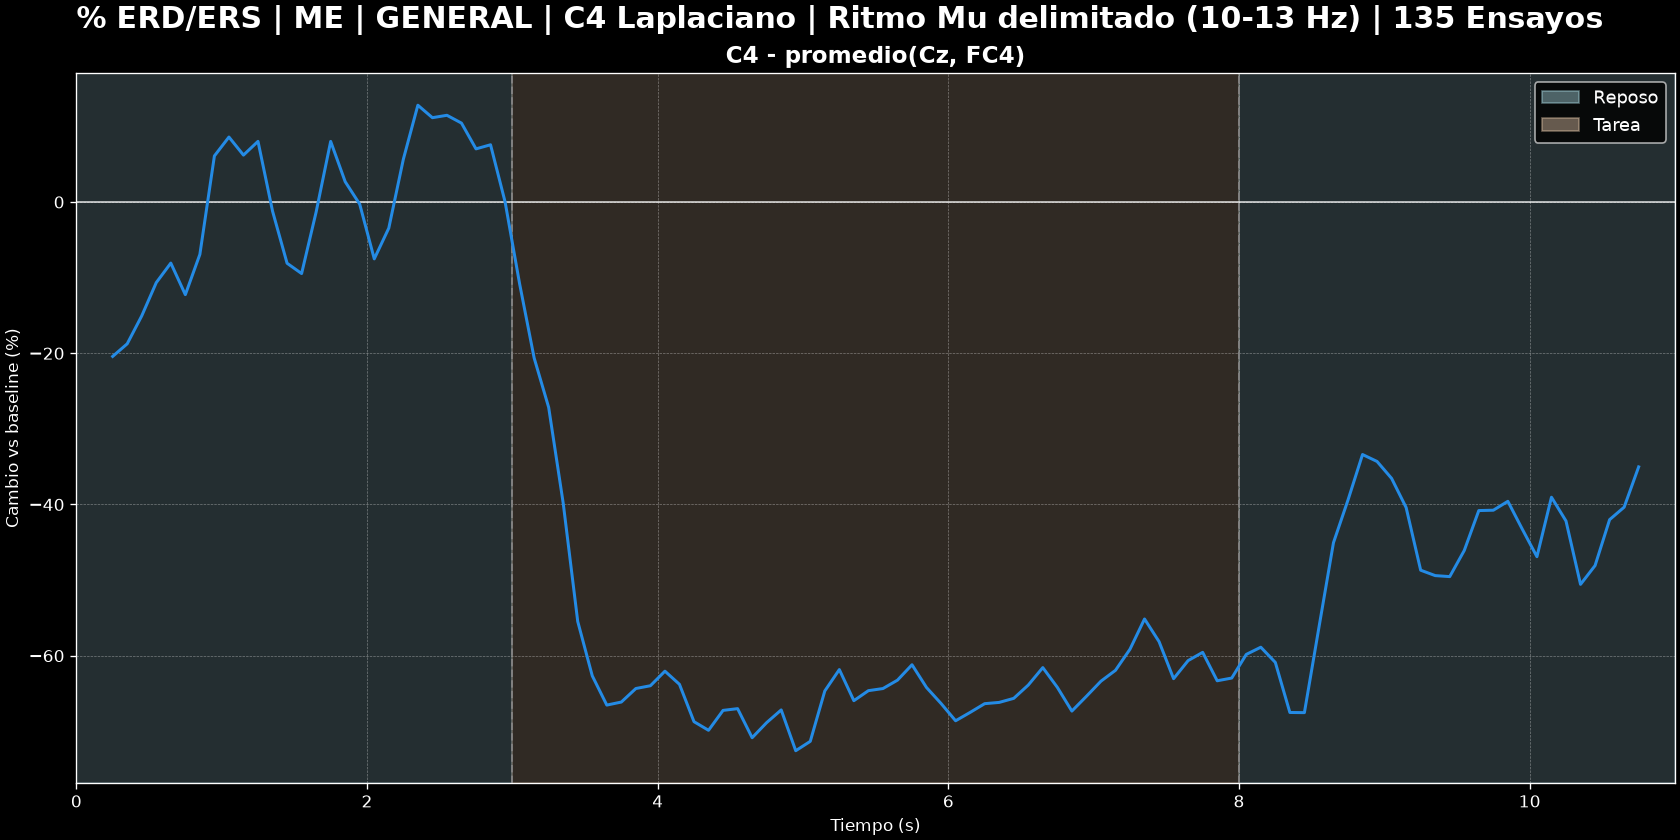 % ERD/ERS | ME | GENERAL | C4 Laplaciano | Ritmo Mu delimitado (10-13 Hz) | 135 Ensayos
C4 - promedio(Cz, FC4)
Reposo
Tarea
Cambio vs baseline (%)
0
−20
−40
−60
0
2
4
6
8
10
Tiempo (s)